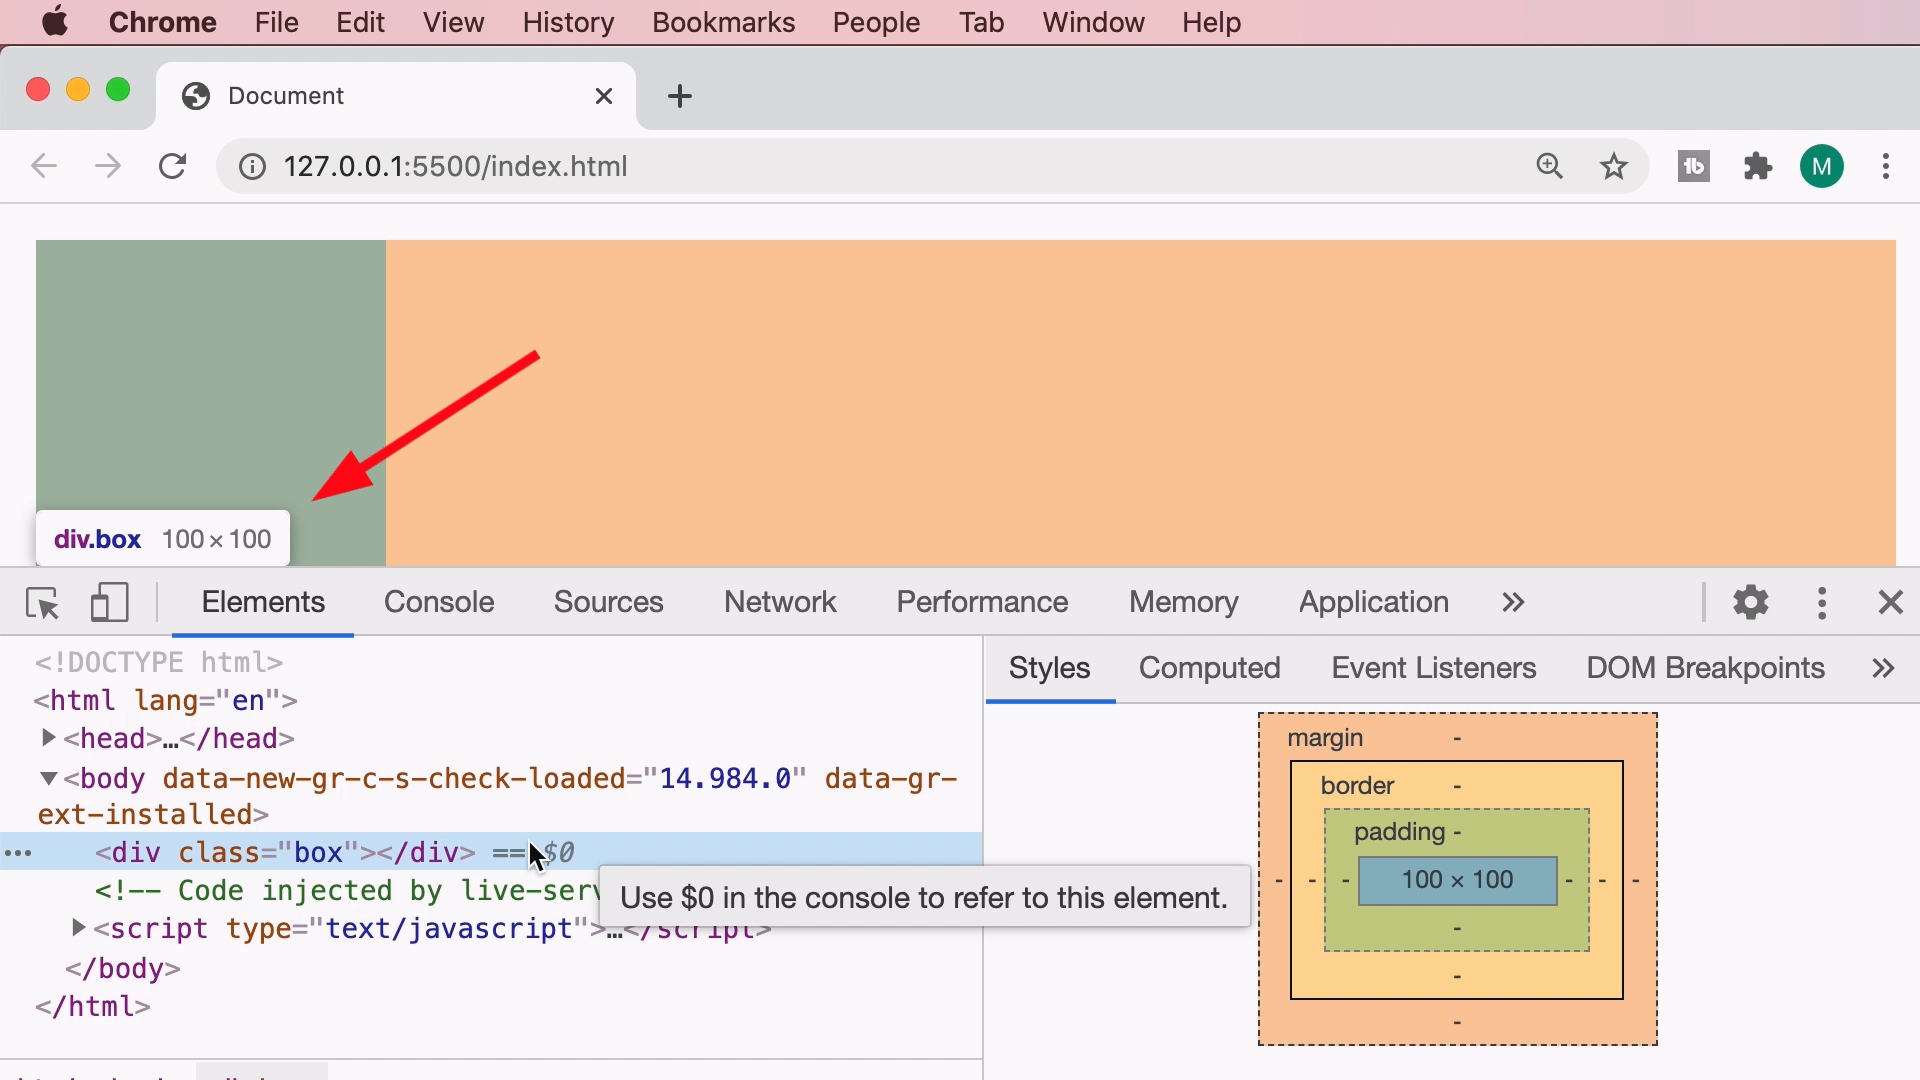 Chrome File Edit View History Bookmarks People Tab Window Help
Document
127.0.0.1:5500/index.html
M
div.box 100 × 100
Elements Console Sources Network Performance Memory Application
<!DOCTYPE html>
<html lang="en">
<head>…</head>
<body data-new-gr-c-s-check-loaded="14.984.0" data-gr-
ext-installed>
<div class="box"></div> == $0
<!-- Code injected by live-serv
<script type="text/javascript">…</script>
</body>
</html>
Use $0 in the console to refer to this element.
Styles Computed Event Listeners DOM Breakpoints
margin -
border -
padding -
- - - 100 × 100 - - -
-
-
-